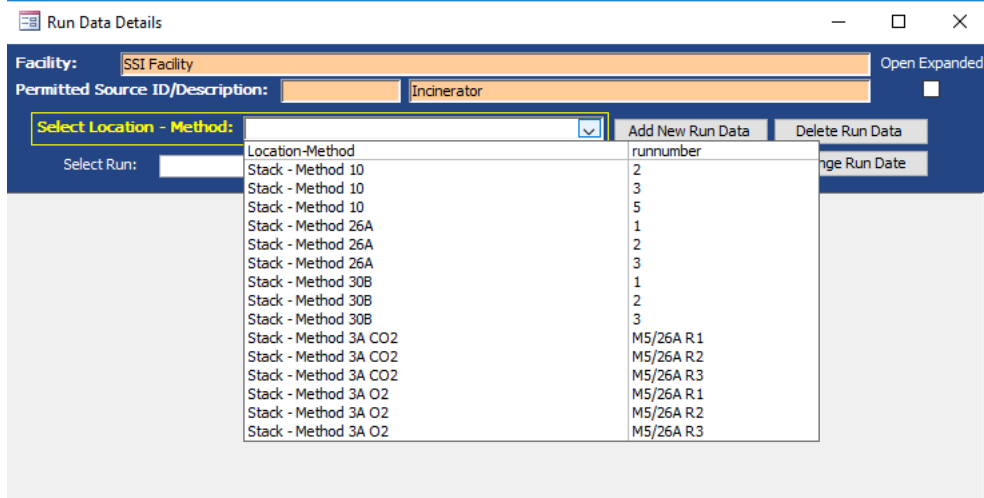 Run Data Details
Facility: SSI Facility Open Expanded
Permitted Source ID/Description: Incinerator
Select Location - Method: Add New Run Data Delete Run Data
Select Run: Run Date
Location-Method runnumber
Stack - Method 10 2
Stack - Method 10 3
Stack - Method 10 5
Stack - Method 26A 1
Stack - Method 26A 2
Stack - Method 26A 3
Stack - Method 30B 1
Stack - Method 30B 2
Stack - Method 30B 3
Stack - Method 3A CO2 M5/26A R1
Stack - Method 3A CO2 M5/26A R2
Stack - Method 3A CO2 M5/26A R3
Stack - Method 3A O2 M5/26A R1
Stack - Method 3A O2 M5/26A R2
Stack - Method 3A O2 M5/26A R3